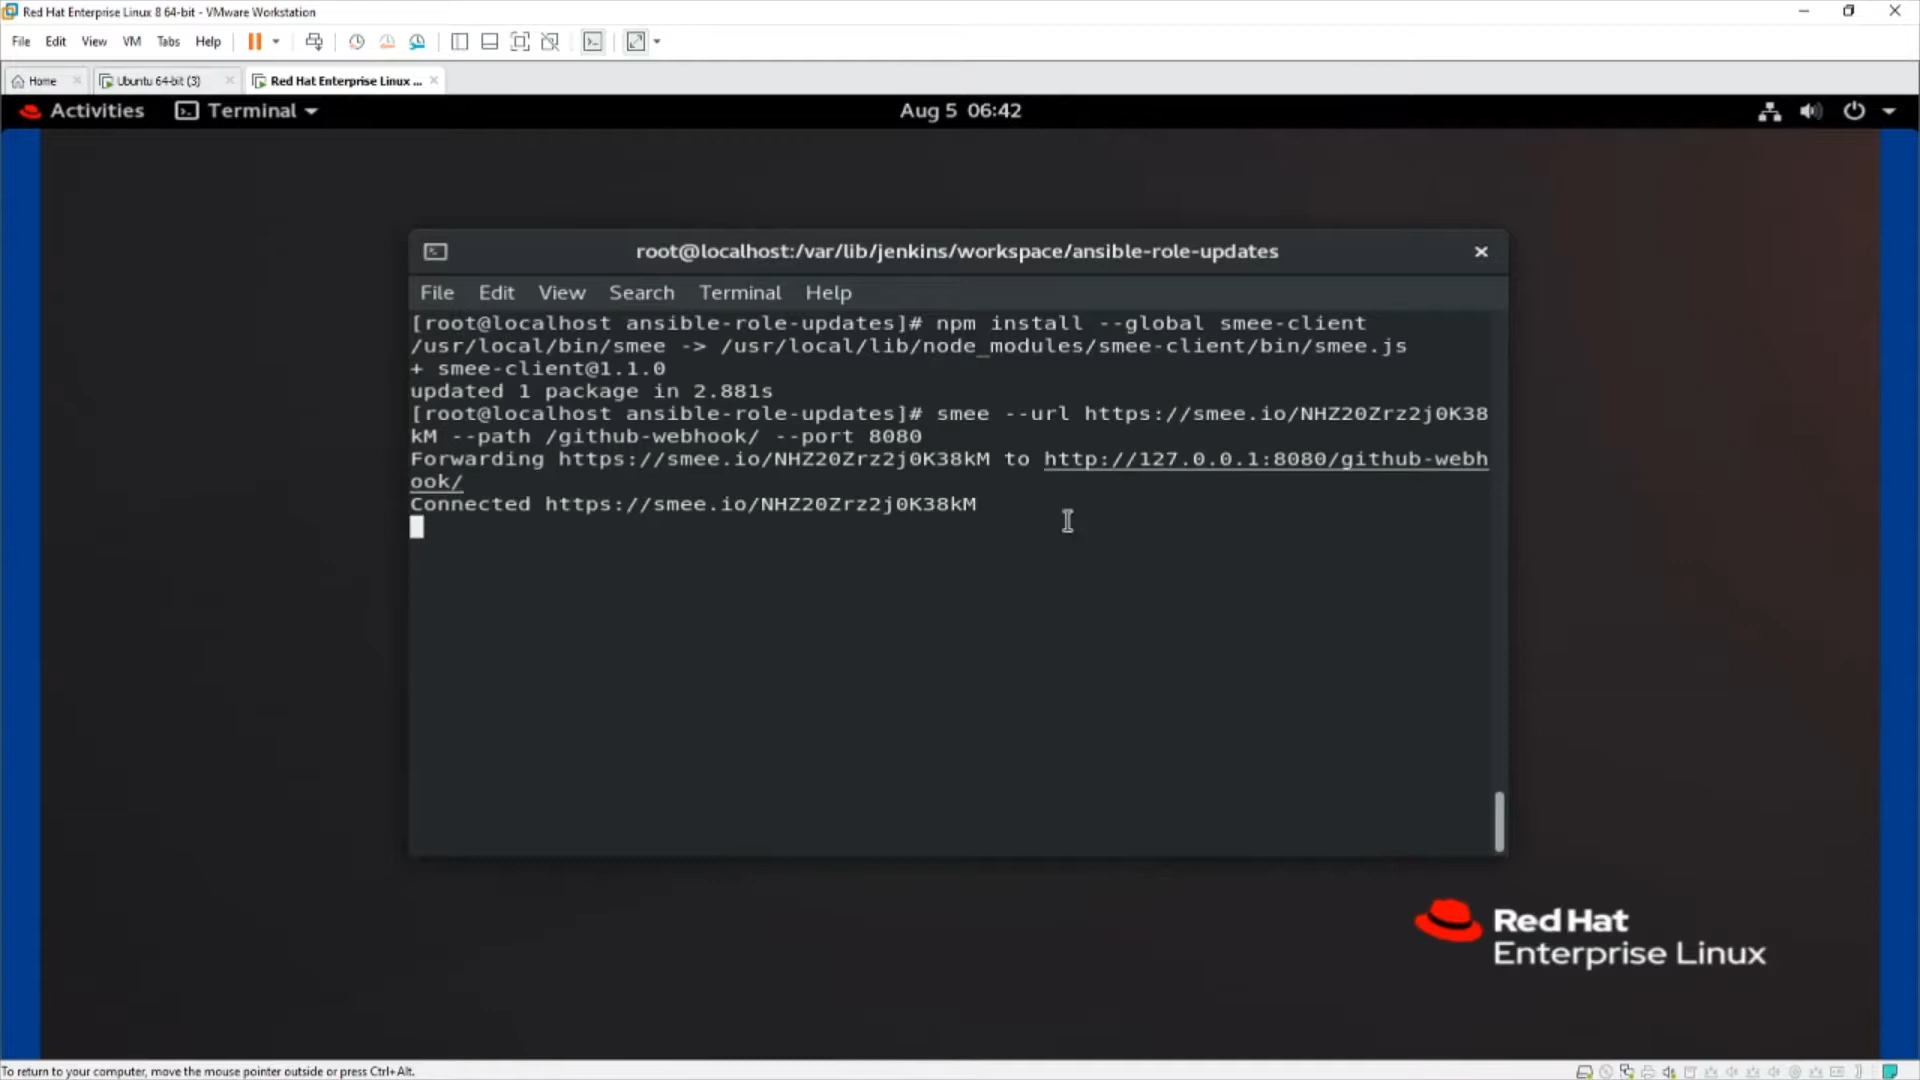 Red Hat Enterprise Linux 8 64-bit - VMware Workstation
File Edit View VM Tabs Help
Home Ubuntu 64-bit (3) Red Hat Enterprise Linux ...
Activities Terminal Aug 5 06:42
root@localhost:/var/lib/jenkins/workspace/ansible-role-updates
File Edit View Search Terminal Help
[root@localhost ansible-role-updates]# npm install --global smee-client
/usr/local/bin/smee -> /usr/local/lib/node_modules/smee-client/bin/smee.js
+ smee-client@1.1.0
updated 1 package in 2.881s
[root@localhost ansible-role-updates]# smee --url https://smee.io/NHZ20Zrz2j0K38
kM --path /github-webhook/ --port 8080
Forwarding https://smee.io/NHZ20Zrz2j0K38kM to http://127.0.0.1:8080/github-webh
ook/
Connected https://smee.io/NHZ20Zrz2j0K38kM
Red Hat
Enterprise Linux
To return to your computer, move the mouse pointer outside or press Ctrl+Alt.